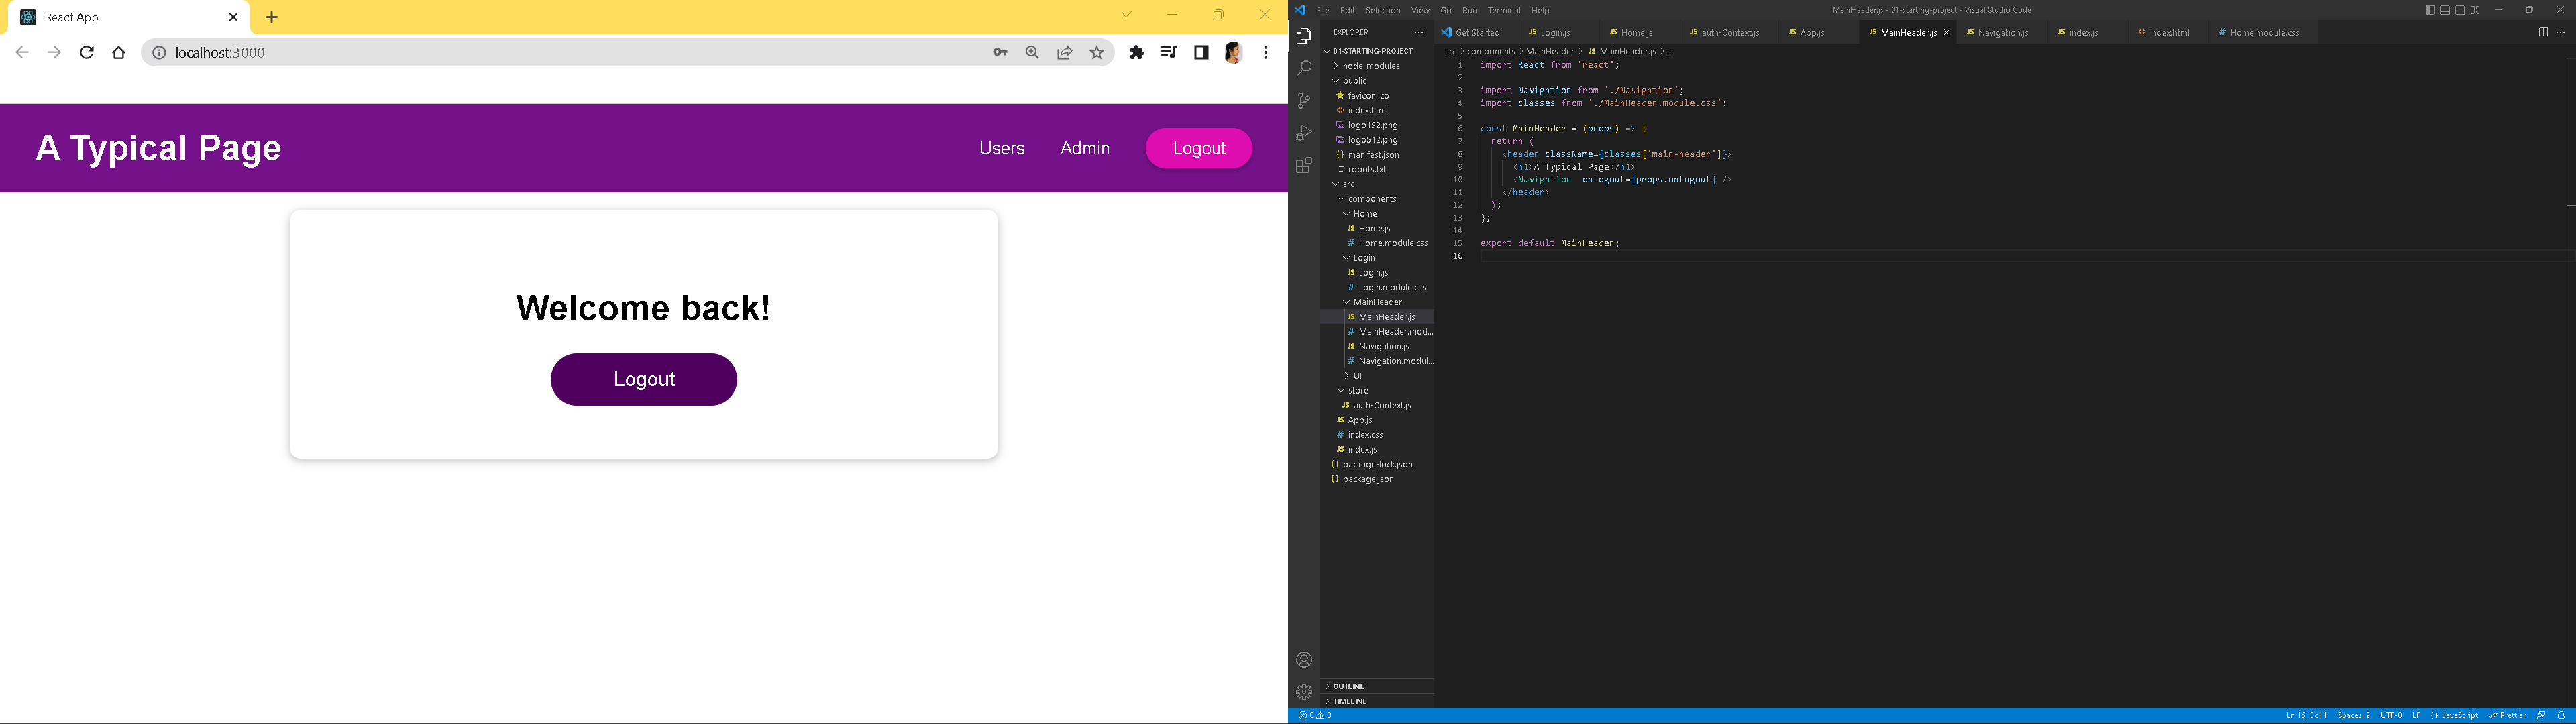 React App
localhost:3000
A Typical Page
Users
Admin
Logout
Welcome back!
Logout
File Edit Selection View Go Run Terminal Help
MainHeader.js - 01-starting-project - Visual Studio Code
EXPLORER
01-STARTING-PROJECT
node_modules
public
favicon.ico
index.html
logo192.png
logo512.png
manifest.json
robots.txt
src
components
Home
Home.js
Home.module.css
Login
Login.js
Login.module.css
MainHeader
MainHeader.js
MainHeader.mod...
Navigation.js
Navigation.modul...
UI
store
auth-Context.js
App.js
index.css
index.js
package-lock.json
package.json
OUTLINE
TIMELINE
Get Started
Login.js
Home.js
auth-Context.js
App.js
MainHeader.js
Navigation.js
index.js
index.html
Home.module.css
src > components > MainHeader > JS MainHeader.js > ...
1 import React from 'react';
2
3 import Navigation from './Navigation';
4 import classes from './MainHeader.module.css';
5
6 const MainHeader = (props) => {
7 return (
8 <header className={classes['main-header']}>
9 <h1>A Typical Page</h1>
10 <Navigation onLogout={props.onLogout} />
11 </header>
12 );
13 };
14
15 export default MainHeader;
16
0 0
Ln 16, Col 1 Spaces: 2 UTF-8 LF {} JavaScript Prettier